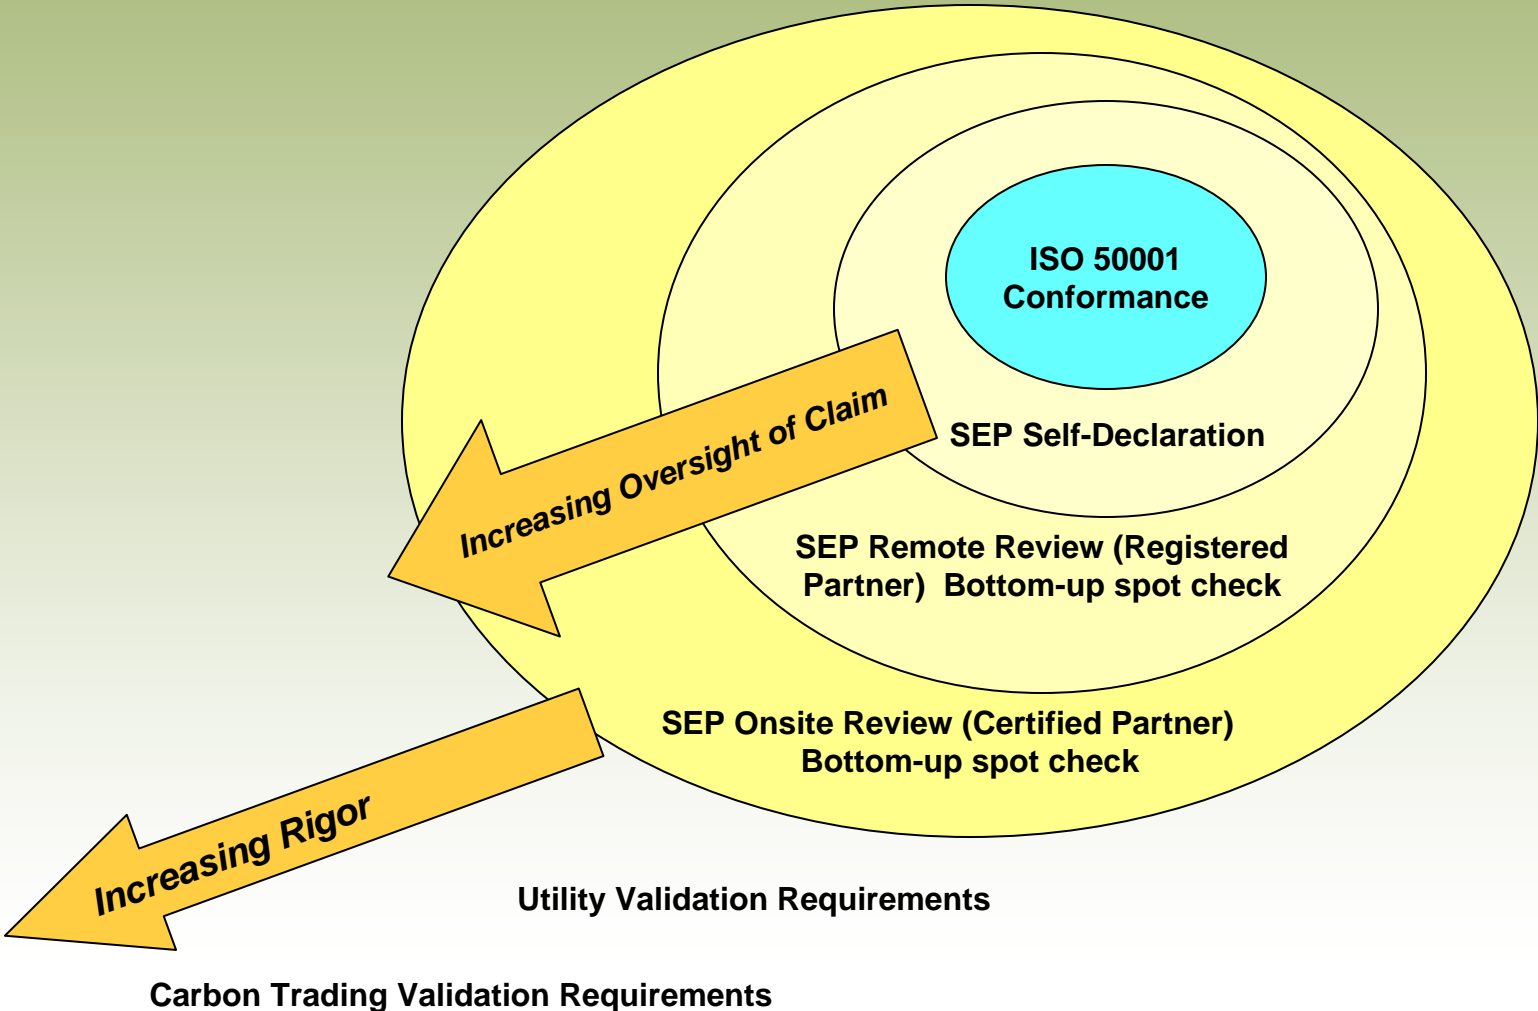 ISO 50001
Conformance
Increasing Oversight of Claim
SEP Self-Declaration
SEP Remote Review (Registered
Partner)  Bottom-up spot check
SEP Onsite Review (Certified Partner)
Bottom-up spot check
Increasing Rigor
Utility Validation Requirements
Carbon Trading Validation Requirements